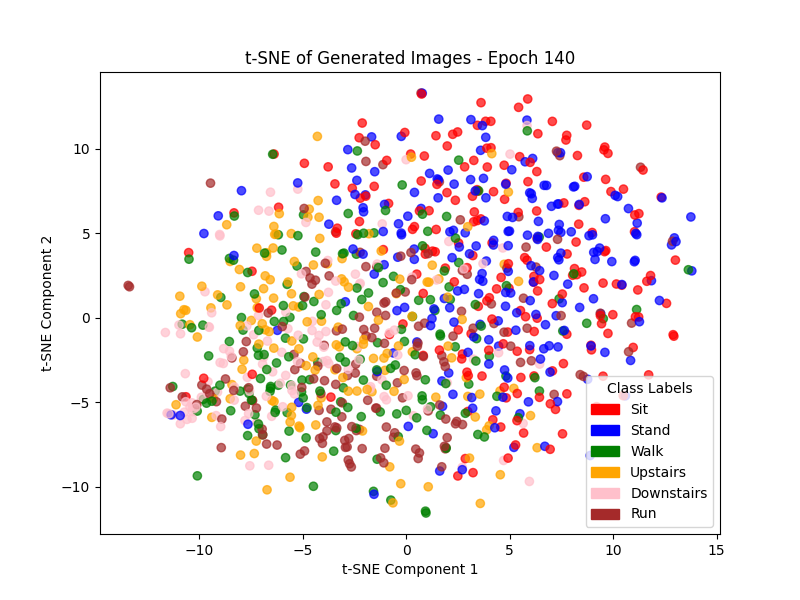 t-SNE of Generated Images - Epoch 140
t-SNE Component 2
10
5
0
−5
−10
Class Labels
Sit
Stand
Walk
Upstairs
Downstairs
Run
−10
−5
0
5
10
15
t-SNE Component 1